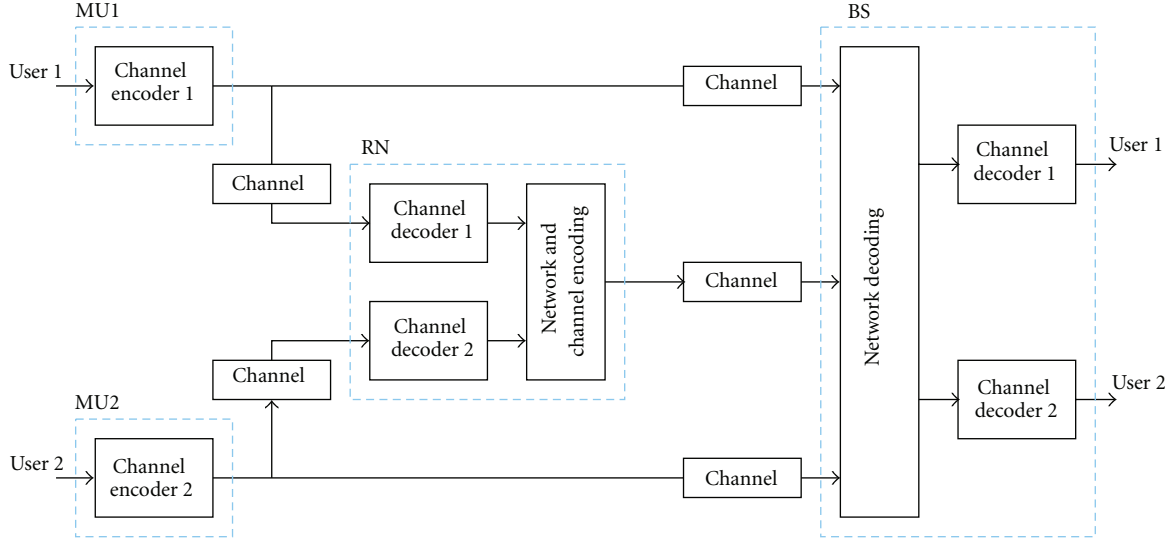 MU1
BS
User 1
Channel
encoder 1
Channel
RN
Channel
Channel
decoder 1
Network and
channel encoding
Channel
Network decoding
Channel
decoder 1
User 1
Channel
decoder 2
Channel
MU2
User 2
Channel
encoder 2
Channel
Channel
decoder 2
User 2